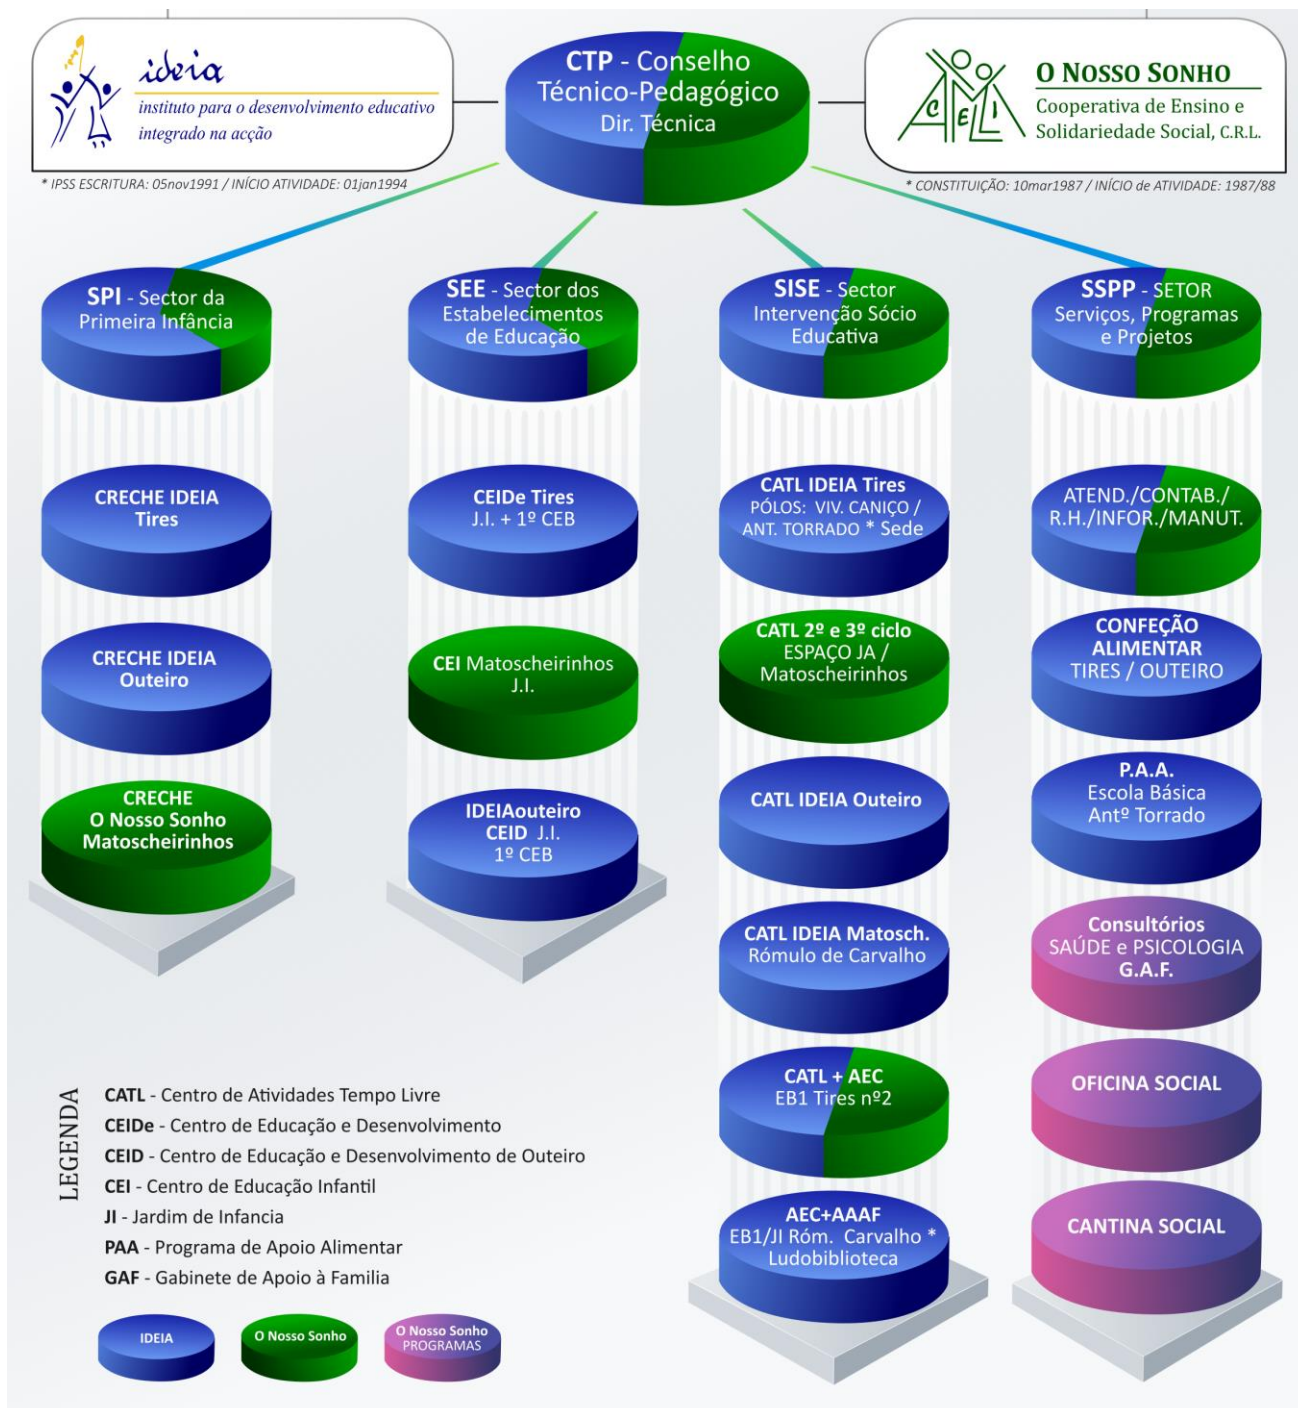 ideia
instituto para o desenvolvimento educativo
integrado na acção
* IPSS ESCRITURA: 05nov1991 / INÍCIO ATIVIDADE: 01jan1994
CTP - Conselho
Técnico-Pedagógico
Dir. Técnica
C T E L I
O NOSSO SONHO
Cooperativa de Ensino e
Solidariedade Social, C.R.L.
* CONSTITUIÇÃO: 10mar1987 / INÍCIO de ATIVIDADE: 1987/88
SPI - Sector da
Primeira Infância
CRECHE IDEIA
Tires
CRECHE IDEIA
Outeiro
CRECHE
O Nosso Sonho
Matoscheirinhos
SEE - Sector dos
Estabelecimentos
de Educação
CEIDe Tires
J.I. + 1º CEB
CEI Matoscheirinhos
J.I.
IDEIAouteiro
CEID J.I.
1º CEB
SISE - Sector
Intervenção Sócio
Educativa
CATL IDEIA Tires
PÓLOS: VIV. CANIÇO /
ANT. TORRADO * Sede
CATL 2º e 3º ciclo
ESPAÇO JA /
Matoscheirinhos
CATL IDEIA Outeiro
CATL IDEIA Matosch.
Rómulo de Carvalho
CATL + AEC
EB1 Tires nº2
AEC+AAAF
EB1/JI Róm. Carvalho *
Ludobiblioteca
SSPP - SETOR
Serviços, Programas
e Projetos
ATEND./CONTAB./
R.H./INFOR./MANUT.
CONFEÇÃO
ALIMENTAR
TIRES / OUTEIRO
P.A.A.
Escola Básica
Antº Torrado
Consultórios
SAÚDE e PSICOLOGIA
G.A.F.
OFICINA SOCIAL
CANTINA SOCIAL
LEGENDA
CATL - Centro de Atividades Tempo Livre
CEIDe - Centro de Educação e Desenvolvimento
CEID - Centro de Educação e Desenvolvimento de Outeiro
CEI - Centro de Educação Infantil
JI - Jardim de Infancia
PAA - Programa de Apoio Alimentar
GAF - Gabinete de Apoio à Familia
IDEIA
O Nosso Sonho
O Nosso Sonho
PROGRAMAS